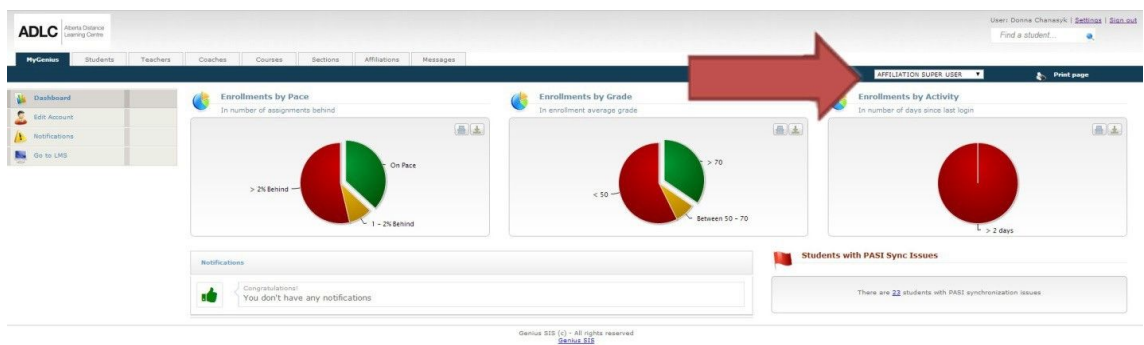 User: Donna Chanasyk | Settings | Sign out
ADLC Alberta Distance
Learning Centre
Find a student...
MyGenius Students Teachers Coaches Courses Sections Affiliations Messages
AFFILIATION SUPER USER Print page
Dashboard
Edit Account
Notifications
Go to LMS
Enrollments by Pace
In number of assignments behind
On Pace
> 2% Behind
1 - 2% Behind
Enrollments by Grade
In enrollment average grade
> 70
< 50
Between 50 - 70
Enrollments by Activity
In number of days since last login
> 2 days
Notifications
Congratulations!
You don't have any notifications
Students with PASI Sync Issues
There are 23 students with PASI synchronization issues
Genius SIS (c) - All rights reserved
Genius SIS